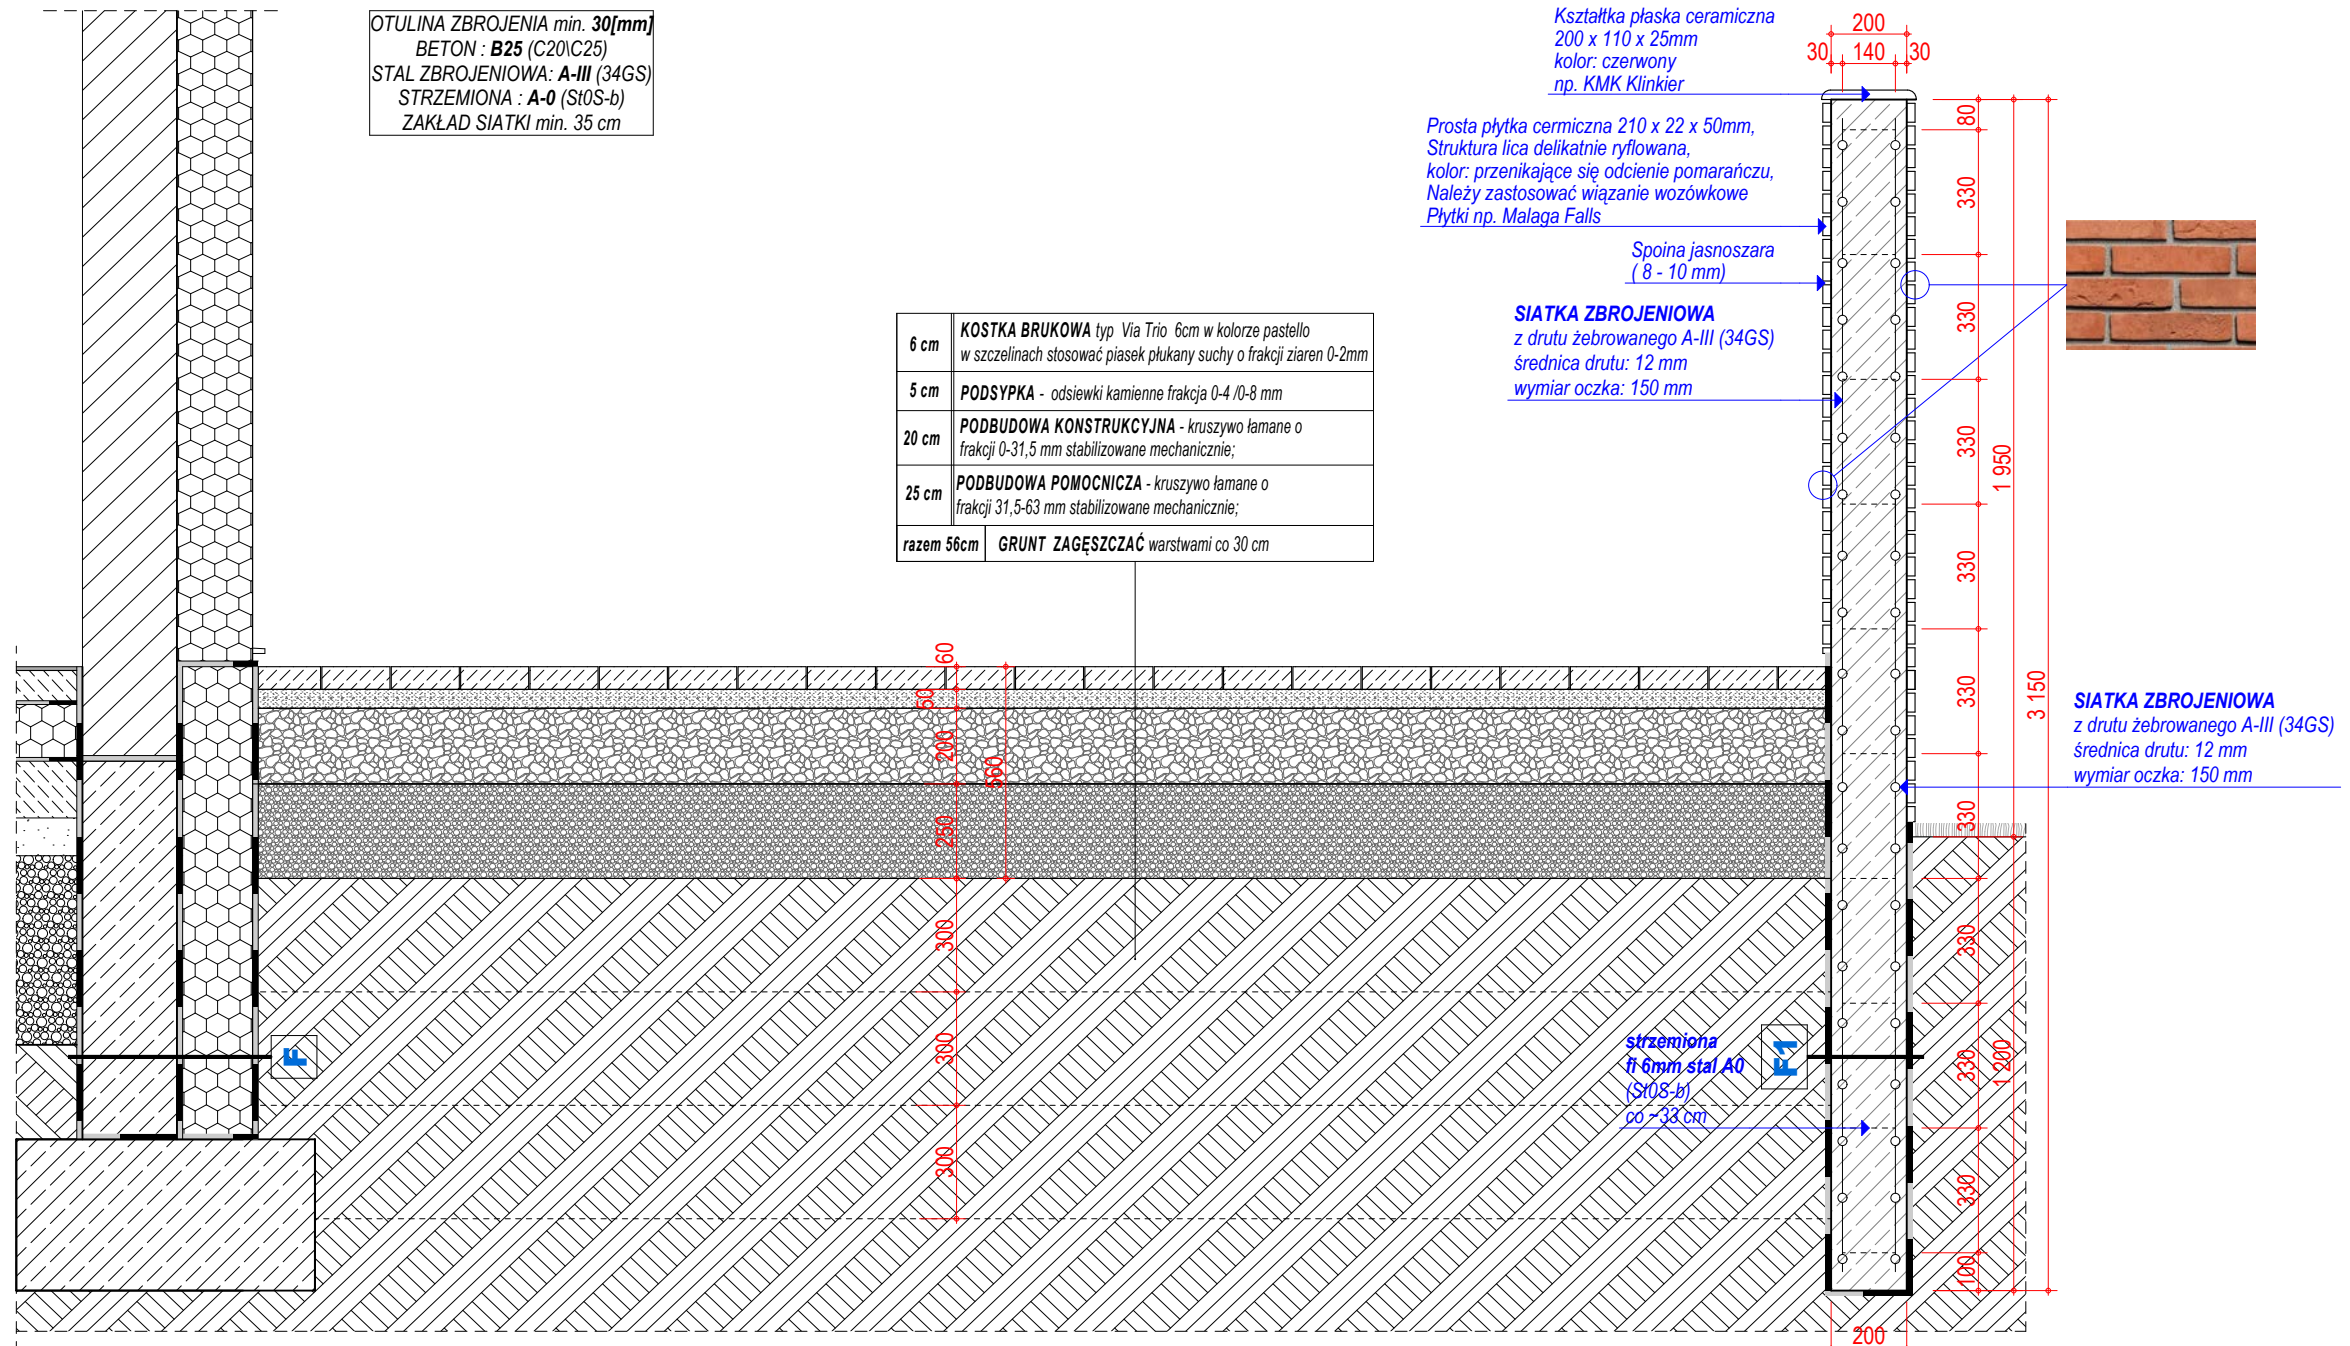 OTULINA ZBROJENIA min. 30[mm]
BETON : B25 (C20\C25)
STAL ZBROJENIOWA: A-III (34GS)
STRZEMIONA : A-0 (St0S-b)
ZAKŁAD SIATKI min. 35 cm
Kształtka płaska ceramiczna
200 x 110 x 25mm
kolor: czerwony
np. KMK Klinkier
200
30 140 30
Prosta płytka cermiczna 210 x 22 x 50mm,
Struktura lica delikatnie ryflowana,
kolor: przenikające się odcienie pomarańczu,
Należy zastosować wiązanie wozówkowe
Płytki np. Malaga Falls
Spoina jasnoszara
( 8 - 10 mm)
SIATKA ZBROJENIOWA
z drutu żebrowanego A-III (34GS)
średnica drutu: 12 mm
wymiar oczka: 150 mm
6 cm KOSTKA BRUKOWA typ Via Trio 6cm w kolorze pastello
w szczelinach stosować piasek płukany suchy o frakcji ziaren 0-2mm
5 cm PODSYPKA - odsiewki kamienne frakcja 0-4 /0-8 mm
20 cm PODBUDOWA KONSTRUKCYJNA - kruszywo łamane o
frakcji 0-31,5 mm stabilizowane mechanicznie;
25 cm PODBUDOWA POMOCNICZA - kruszywo łamane o
frakcji 31,5-63 mm stabilizowane mechanicznie;
razem 56cm GRUNT ZAGĘSZCZAĆ warstwami co 30 cm
80
330
330
330
330
330
330
330
330
330
100
1 950
1 200
3 150
60
50
200
250
560
300
300
300
SIATKA ZBROJENIOWA
z drutu żebrowanego A-III (34GS)
średnica drutu: 12 mm
wymiar oczka: 150 mm
F
F1
strzemiona
fi 6mm stal A0
(St0S-b)
co ~33 cm
200